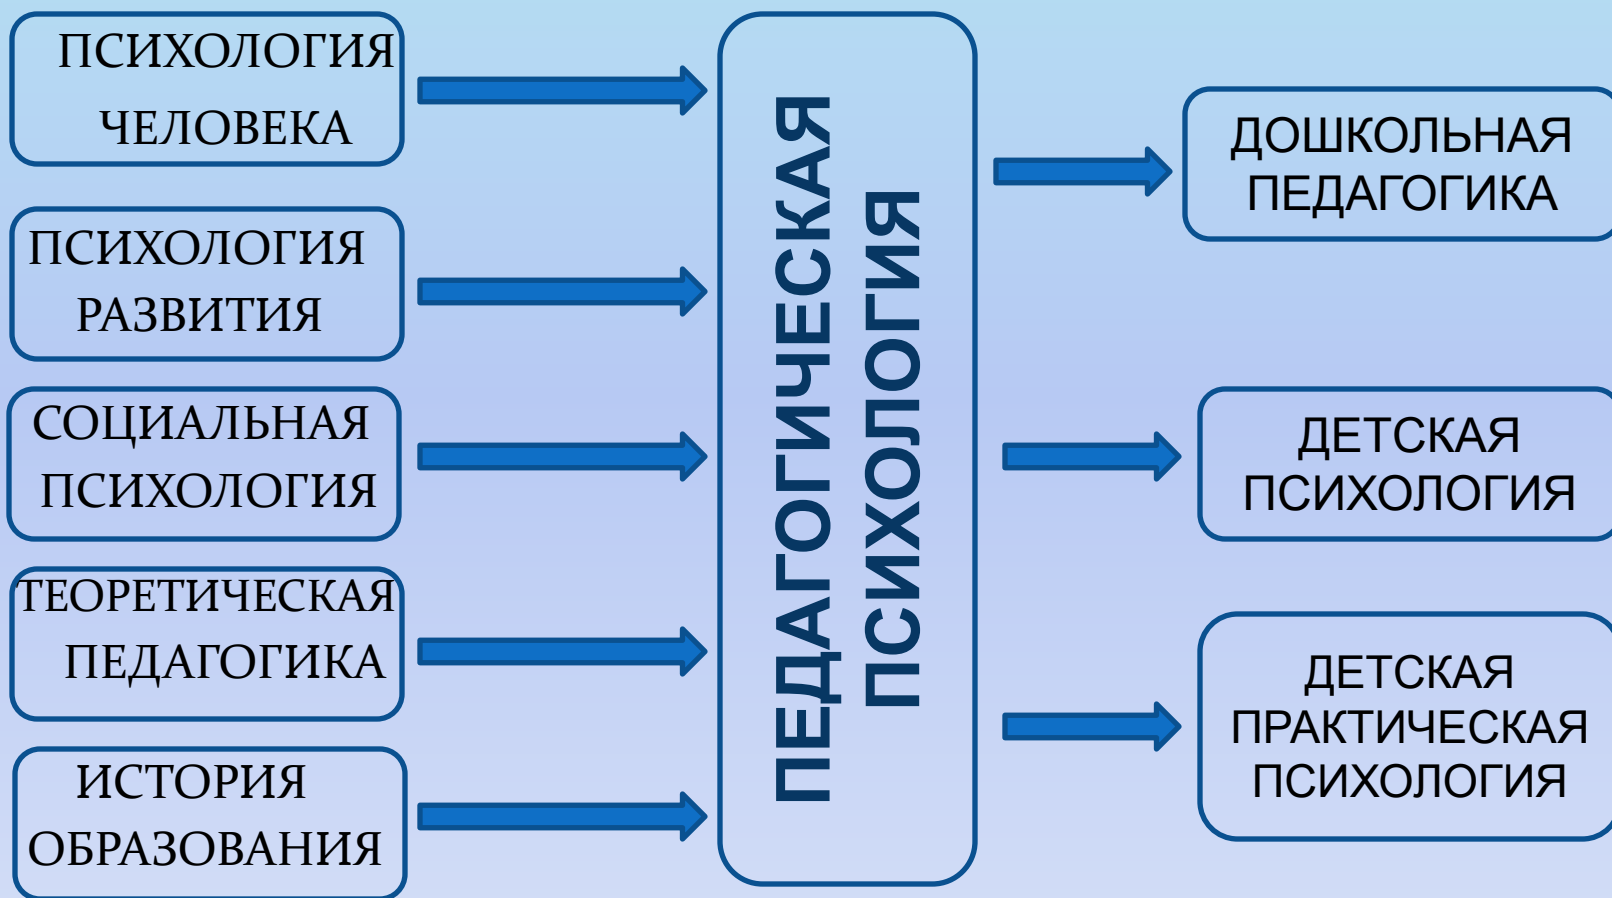 ПСИХОЛОГИЯ
ЧЕЛОВЕКА
ПСИХОЛОГИЯ
РАЗВИТИЯ
СОЦИАЛЬНАЯ
ПСИХОЛОГИЯ
ТЕОРЕТИЧЕСКАЯ
ПЕДАГОГИКА
ИСТОРИЯ
ОБРАЗОВАНИЯ
ПЕДАГОГИЧЕСКАЯ
ПСИХОЛОГИЯ
ДОШКОЛЬНАЯ
ПЕДАГОГИКА
ДЕТСКАЯ
ПСИХОЛОГИЯ
ДЕТСКАЯ
ПРАКТИЧЕСКАЯ
ПСИХОЛОГИЯ